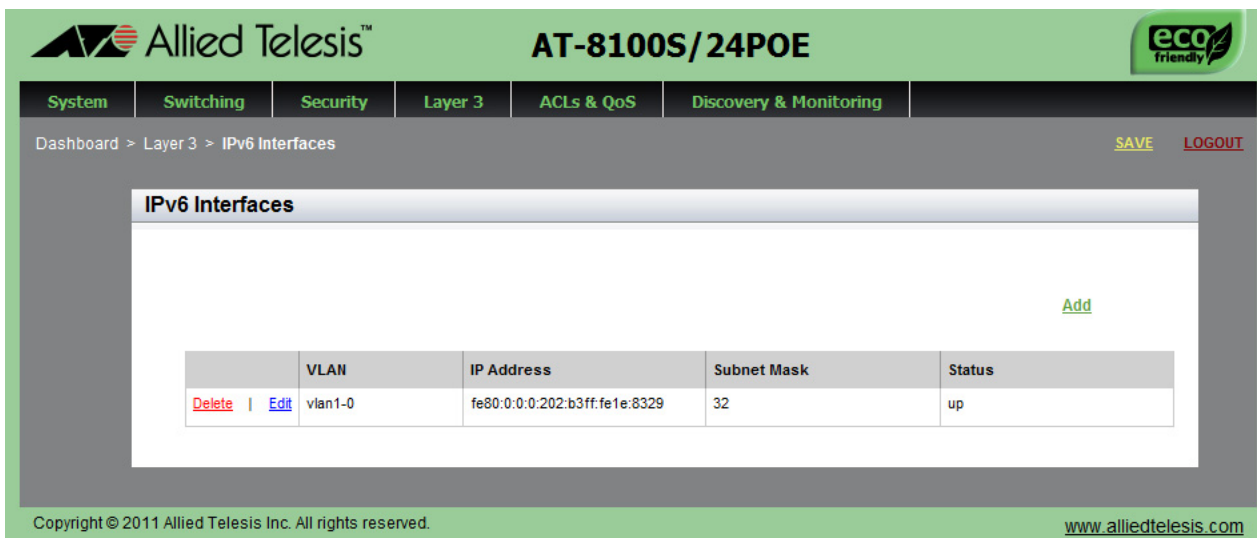 Allied Telesis™
AT-8100S/24POE
eco friendly
System Switching Security Layer 3 ACLs & QoS Discovery & Monitoring
Dashboard > Layer 3 > IPv6 Interfaces
SAVE LOGOUT
IPv6 Interfaces
Add
VLAN IP Address Subnet Mask Status
Delete | Edit vlan1-0 fe80:0:0:0:202:b3ff:fe1e:8329 32 up
Copyright © 2011 Allied Telesis Inc. All rights reserved.
www.alliedtelesis.com